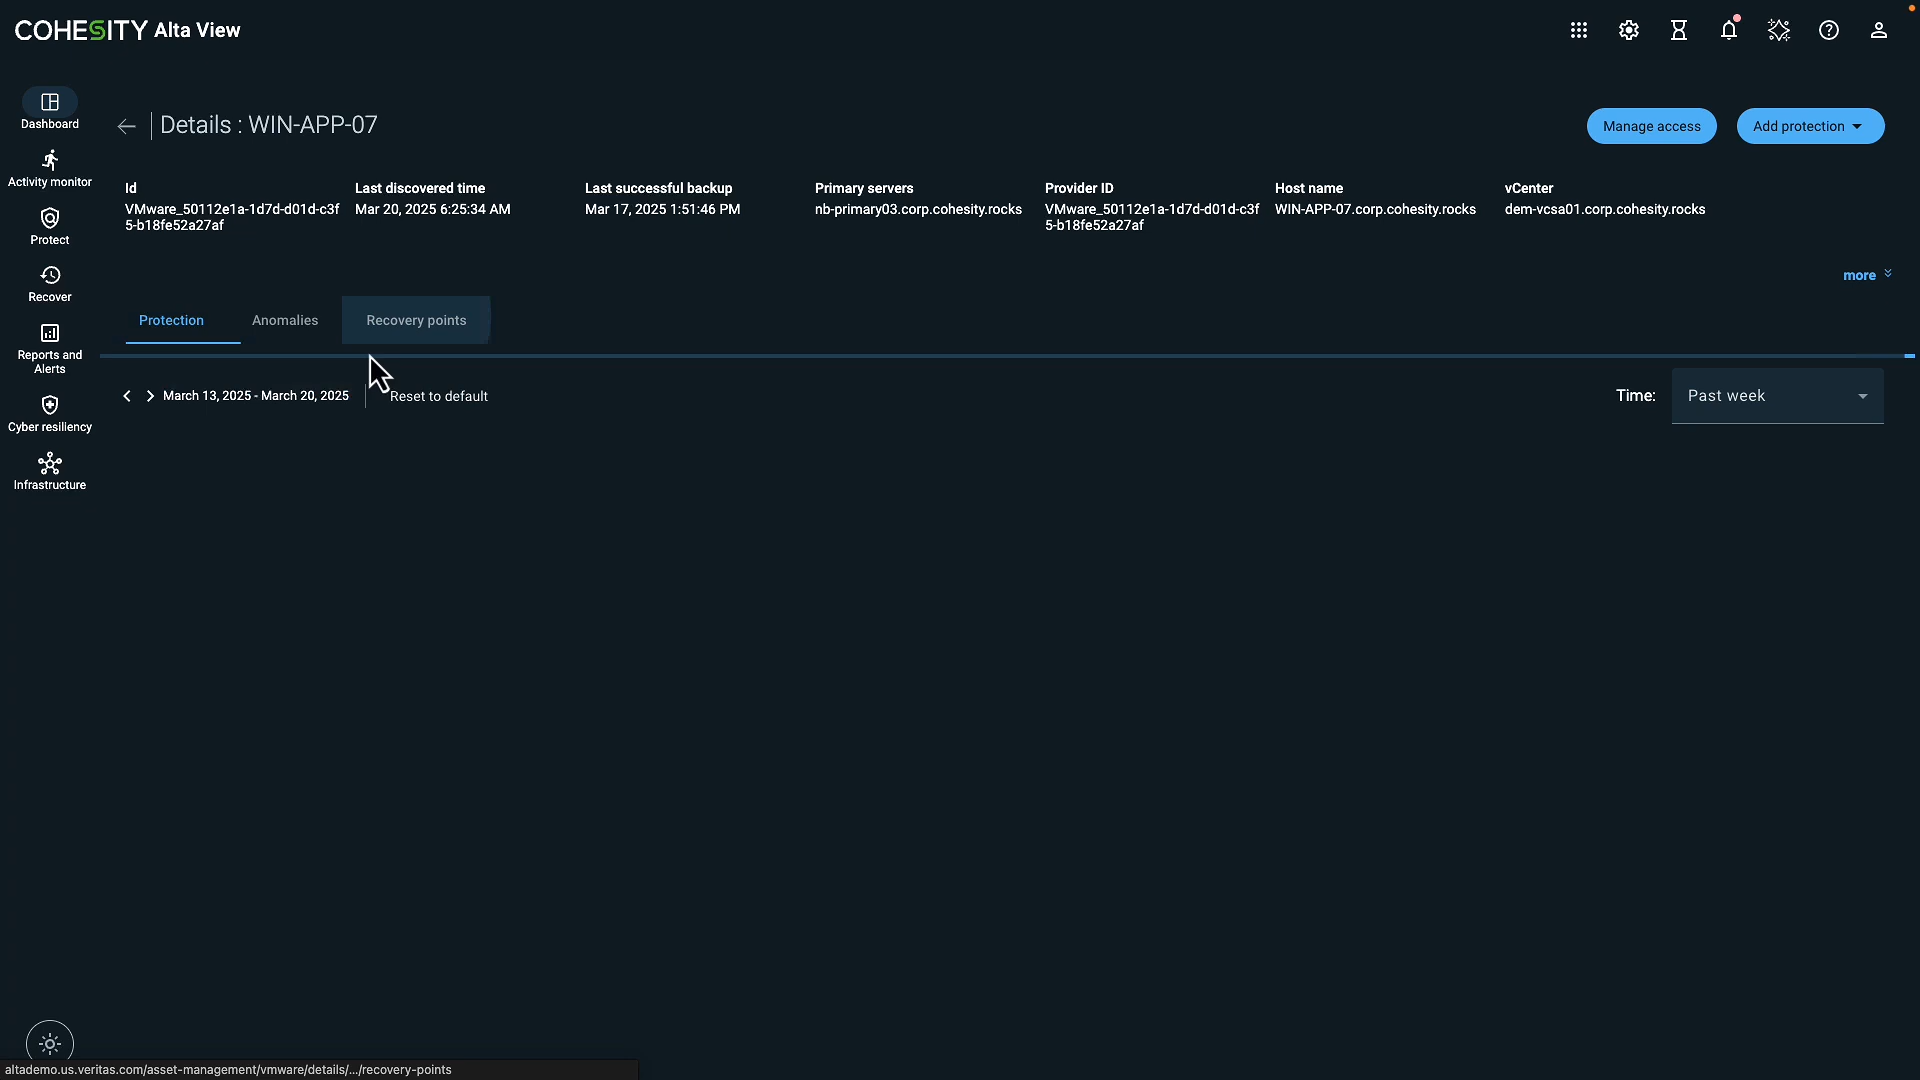 COHESITY Alta View
Dashboard
Activity monitor
Protect
Recover
Reports and
Alerts
Cyber resiliency
Infrastructure
Details : WIN-APP-07
Manage access
Add protection
Id
VMware_50112e1a-1d7d-d01d-c3f
5-b18fe52a27af
Last discovered time
Mar 20, 2025 6:25:34 AM
Last successful backup
Mar 17, 2025 1:51:46 PM
Primary servers
nb-primary03.corp.cohesity.rocks
Provider ID
VMware_50112e1a-1d7d-d01d-c3f
5-b18fe52a27af
Host name
WIN-APP-07.corp.cohesity.rocks
vCenter
dem-vcsa01.corp.cohesity.rocks
more
Protection
Anomalies
Recovery points
March 13, 2025 - March 20, 2025
Reset to default
Time:
Past week
altademo.us.veritas.com/asset-management/vmware/details/.../recovery-points